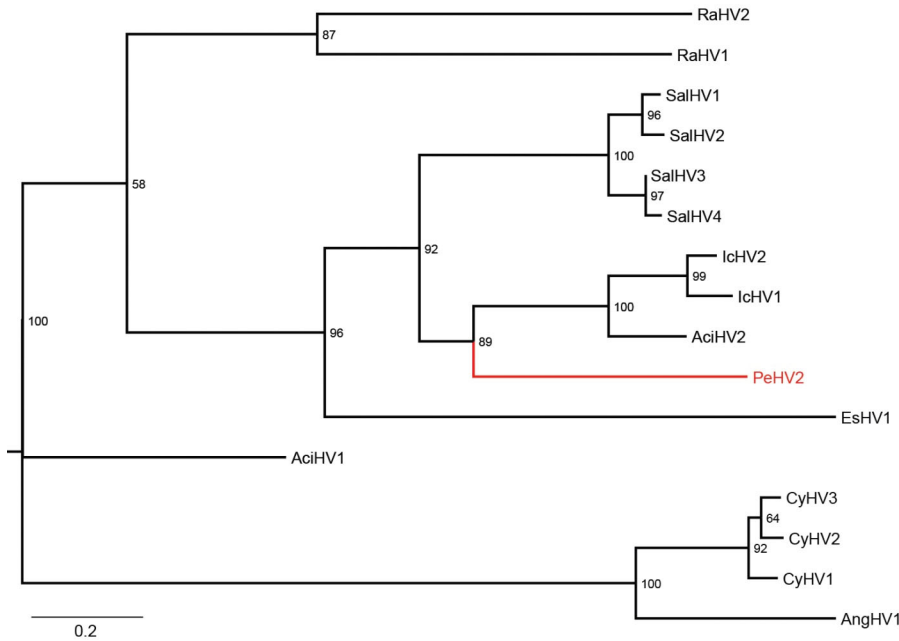 RaHV2
87
RaHV1
SalHV1
96
SalHV2
100
SalHV3
97
SalHV4
58
92
IcHV2
99
IcHV1
100
AciHV2
100
96
89
PeHV2
EsHV1
AciHV1
CyHV3
64
CyHV2
92
CyHV1
100
AngHV1
0.2